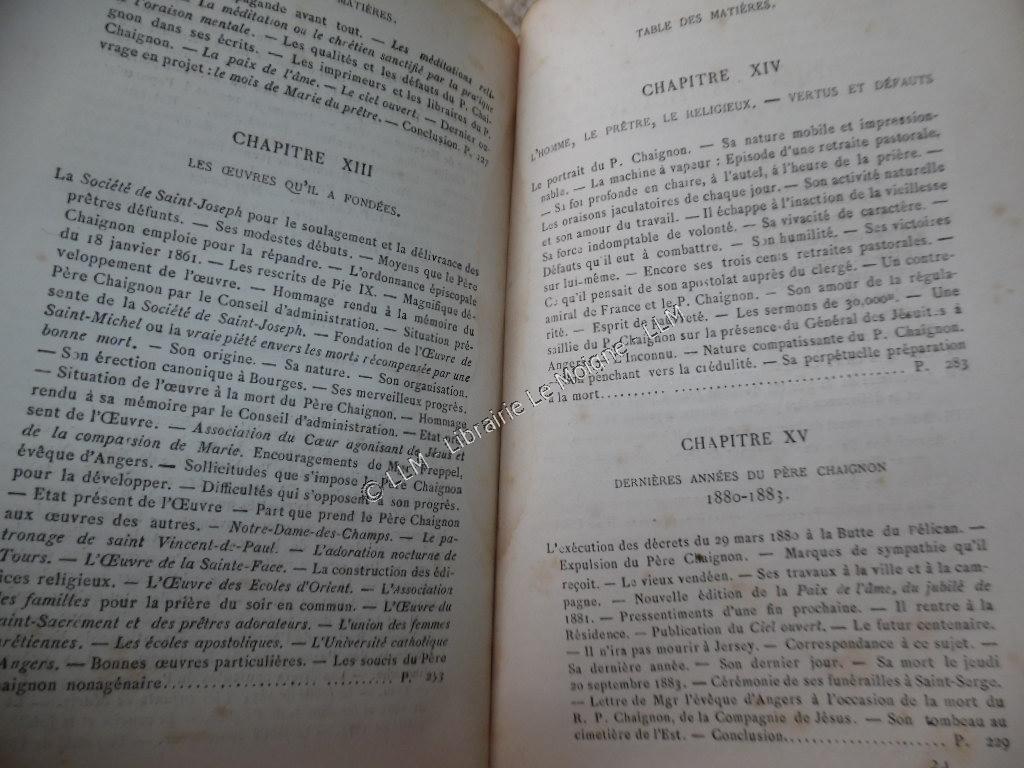 MATIÈRES.
pagande avant tout. — Les méditations reli-
— La méditation ou le chrétien sanctifié par la pratique
l'oraison mentale. — Les qualités et les défauts du P. Chai-
gnon dans ses écrits. — Les imprimeurs et les libraires du P.
Chaignon. — La paix de l'âme. — Le ciel ouvert. — Dernier ou-
vrage en projet : le mois de Marie du prêtre. — Conclusion. P. 227
CHAPITRE XIII
LES ŒUVRES QU'IL A FONDÉES.
La Société de Saint-Joseph pour le soulagement et la délivrance des
prêtres défunts. — Ses modestes débuts. — Moyens que le Père
Chaignon emploie pour la répandre. — L'ordonnance épiscopale
du 18 janvier 1861. — Les rescrits de Pie IX. — Magnifique dé-
veloppement de l'œuvre. — Hommage rendu à la mémoire du
Père Chaignon par le Conseil d'administration. — Situation pré-
sente de la Société de Saint-Joseph. — Fondation de l'Œuvre de
Saint-Michel ou la vraie piété envers les morts récompensée par une
bonne mort. — Son origine. — Sa nature. — Son organisation.
— Son érection canonique à Bourges. — Ses merveilleux progrès.
— Situation de l'œuvre à la mort du Père Chaignon. — Hommage
rendu à sa mémoire par le Conseil d'administration. — Etat pré-
sent de l'Œuvre. — Association du Cœur agonisant de Jésus et
de la compassion de Marie. Encouragements de Mgr Freppel,
évêque d'Angers. — Sollicitudes que s'impose le Père Chaignon
pour la développer. — Difficultés qui s'opposent à son progrès.
— Etat présent de l'Œuvre — Part que prend le Père Chaignon
aux œuvres des autres. — Notre-Dame-des-Champs. — Le pa-
tronage de saint Vincent-de-Paul. — L'adoration nocturne de
Tours. — L'Œuvre de la Sainte-Face. — La construction des édi-
fices religieux. — L'Œuvre des Ecoles d'Orient. — L'Association
des familles pour la prière du soir en commun. — L'Œuvre du
Saint-Sacrement et des prêtres adorateurs. — L'union des femmes
chrétiennes. — Les écoles apostoliques. — L'Université catholique
d'Angers. — Bonnes œuvres particulières. — Les soucis du Père
Chaignon nonagénaire. P. 253
TABLE DES MATIÈRES.
CHAPITRE XIV
L'HOMME, LE PRÊTRE, LE RELIGIEUX. — VERTUS ET DÉFAUTS
Le portrait du P. Chaignon. — Sa nature mobile et impression-
nable. — La machine à vapeur : Episode d'une retraite pastorale.
— Sa foi profonde en chaire, à l'autel, à l'heure de la prière. —
Les oraisons jaculatoires de chaque jour. — Son activité naturelle
et son amour du travail. — Il échappe à l'inaction de la vieillesse
Sa force indomptable de volonté. — Sa vivacité de caractère. —
Défauts qu'il eut à combattre. — Son humilité. — Ses victoires
sur lui-même. — Encore ses trois cents retraites pastorales. —
Ce qu'il pensait de son apostolat auprès du clergé. — Un contre-
amiral de France et le P. Chaignon. — Son amour de la régula-
rité. — Esprit de pauvreté. — Les sermons de 30,000ᶠ. — Une
saillie du P. Chaignon sur la présence du Général des Jésuites à
Angers. — L'Inconnu. — Nature compatissante du P. Chaignon.
— Son penchant vers la crédulité. — Sa perpétuelle préparation
à la mort. P. 283
CHAPITRE XV
DERNIÈRES ANNÉES DU PÈRE CHAIGNON
1880-1883.
L'exécution des décrets du 29 mars 1880 à la Butte du Pélican. —
Expulsion du Père Chaignon. — Marques de sympathie qu'il
reçoit. — Le vieux vendéen. — Ses travaux à la ville et à la cam-
pagne. — Nouvelle édition de la Paix de l'âme, du jubilé de
1881. — Pressentiments d'une fin prochaine. — Il rentre à la
Résidence. — Publication du Ciel ouvert. — Le futur centenaire.
— Il n'ira pas mourir à Jersey. — Correspondance à ce sujet. —
Sa dernière année. — Son dernier jour. — Sa mort le jeudi
20 septembre 1883. — Cérémonie de ses funérailles à Saint-Serge.
— Lettre de Mgr l'évêque d'Angers à l'occasion de la mort du
R. P. Chaignon, de la Compagnie de Jésus. — Son tombeau au
cimetière de l'Est. — Conclusion. P. 229
© LLM Librairie Le Moigne - LLM